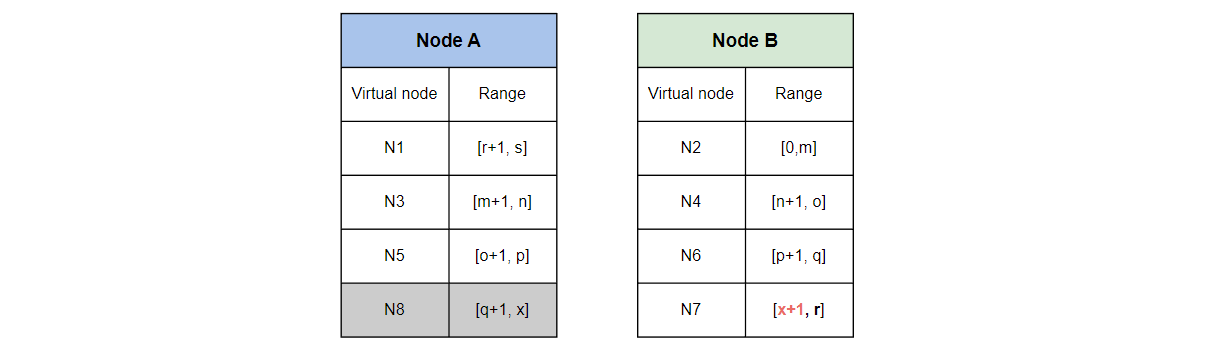 Node A
Virtual node Range
N1 [r+1, s]
N3 [m+1, n]
N5 [o+1, p]
N8 [q+1, x]
Node B
Virtual node Range
N2 [0,m]
N4 [n+1, o]
N6 [p+1, q]
N7 [x+1, r]